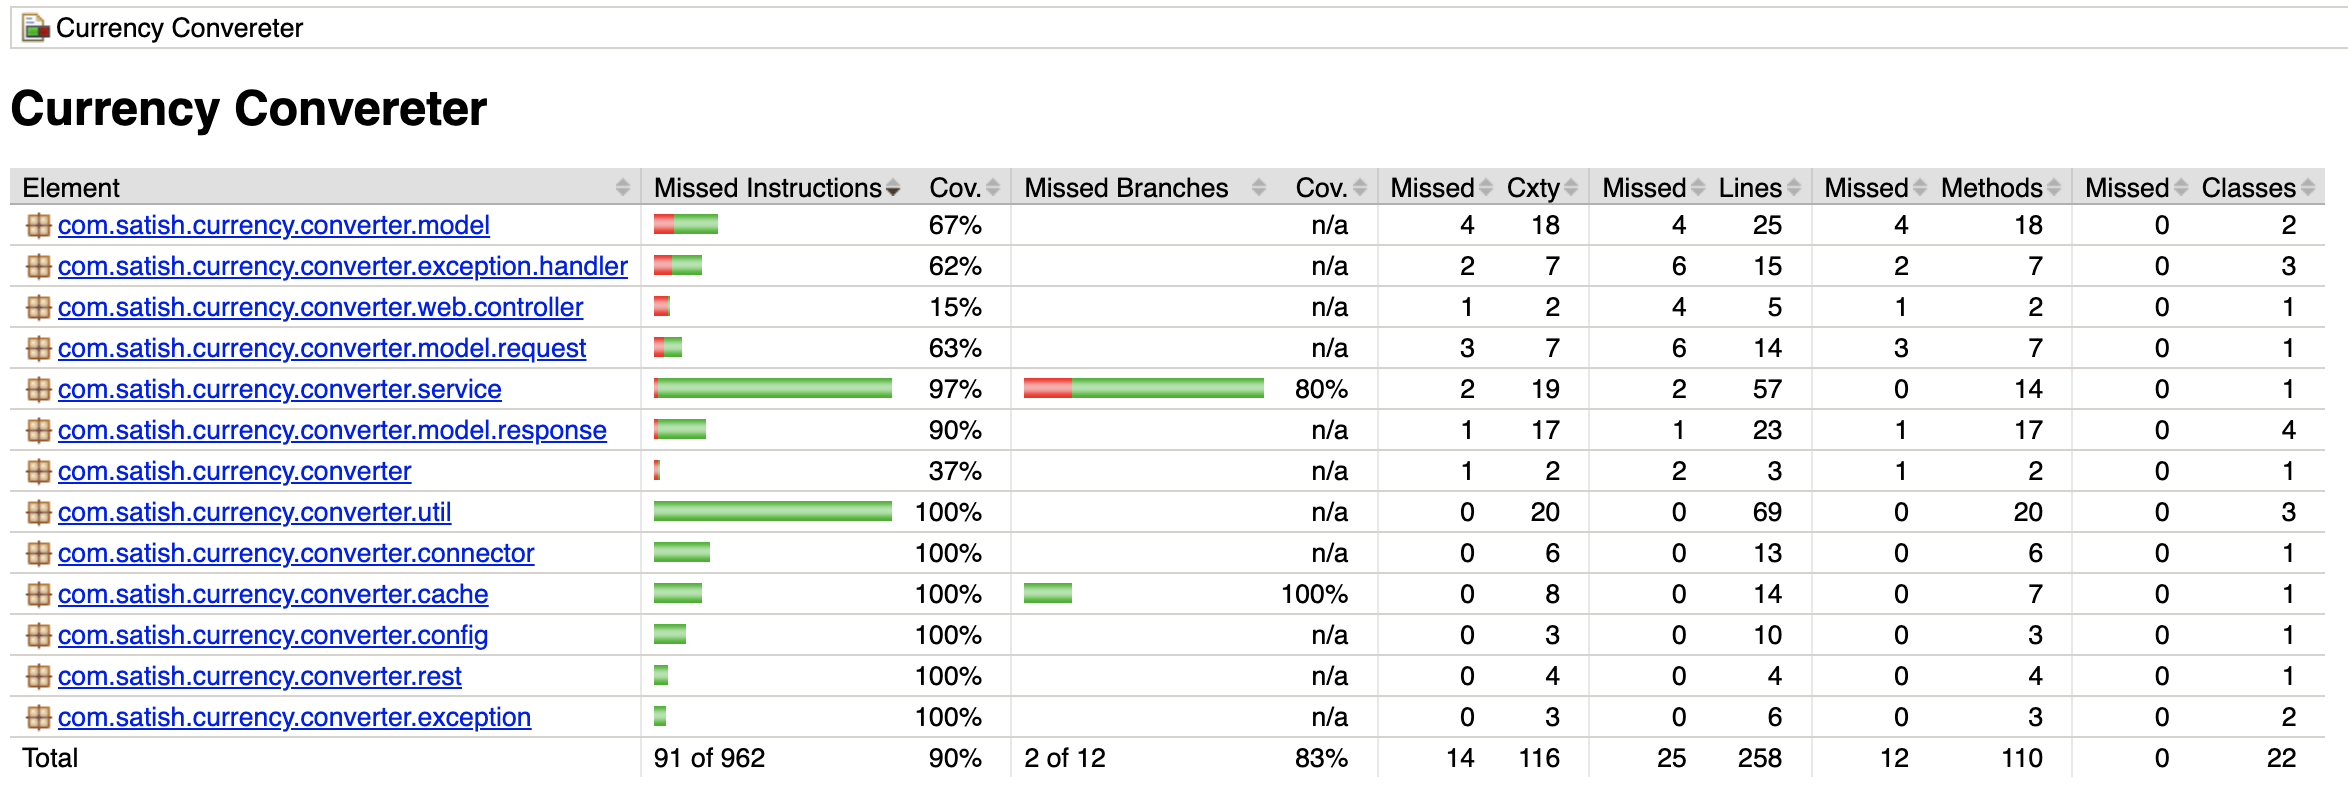 Currency Convereter
Currency Convereter
Element Missed Instructions Cov. Missed Branches Cov. Missed Cxty Missed Lines Missed Methods Missed Classes
com.satish.currency.converter.model 67% n/a 4 18 4 25 4 18 0 2
com.satish.currency.converter.exception.handler 62% n/a 2 7 6 15 2 7 0 3
com.satish.currency.converter.web.controller 15% n/a 1 2 4 5 1 2 0 1
com.satish.currency.converter.model.request 63% n/a 3 7 6 14 3 7 0 1
com.satish.currency.converter.service 97% 80% 2 19 2 57 0 14 0 1
com.satish.currency.converter.model.response 90% n/a 1 17 1 23 1 17 0 4
com.satish.currency.converter 37% n/a 1 2 2 3 1 2 0 1
com.satish.currency.converter.util 100% n/a 0 20 0 69 0 20 0 3
com.satish.currency.converter.connector 100% n/a 0 6 0 13 0 6 0 1
com.satish.currency.converter.cache 100% 100% 0 8 0 14 0 7 0 1
com.satish.currency.converter.config 100% n/a 0 3 0 10 0 3 0 1
com.satish.currency.converter.rest 100% n/a 0 4 0 4 0 4 0 1
com.satish.currency.converter.exception 100% n/a 0 3 0 6 0 3 0 2
Total 91 of 962 90% 2 of 12 83% 14 116 25 258 12 110 0 22